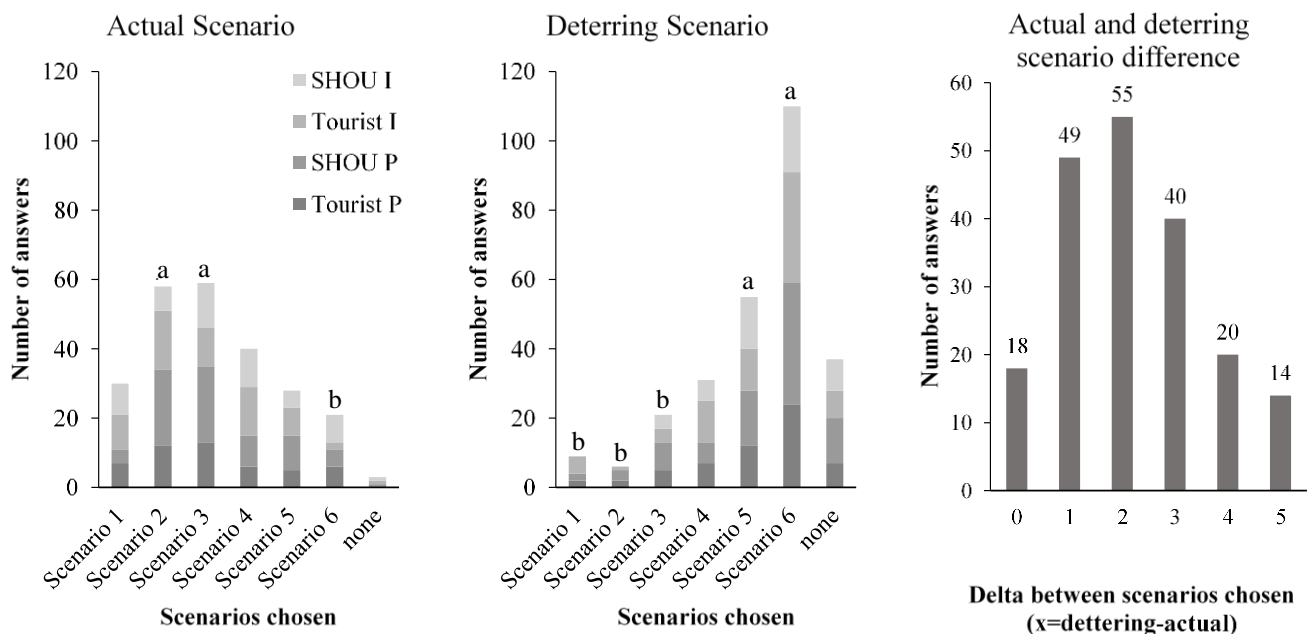 Actual Scenario
Number of answers
120
100
80
60
40
20
0
SHOU I
Tourist I
SHOU P
Tourist P
a
a
b
Scenario 1
Scenario 2
Scenario 3
Scenario 4
Scenario 5
Scenario 6
none
Scenarios chosen
Deterring Scenario
Number of answers
120
100
80
60
40
20
0
b
b
b
a
a
Scenario 1
Scenario 2
Scenario 3
Scenario 4
Scenario 5
Scenario 6
none
Scenarios chosen
Actual and deterring
scenario difference
Number of answers
60
50
40
30
20
10
0
18
49
55
40
20
14
0
1
2
3
4
5
Delta between scenarios chosen
(x=dettering-actual)